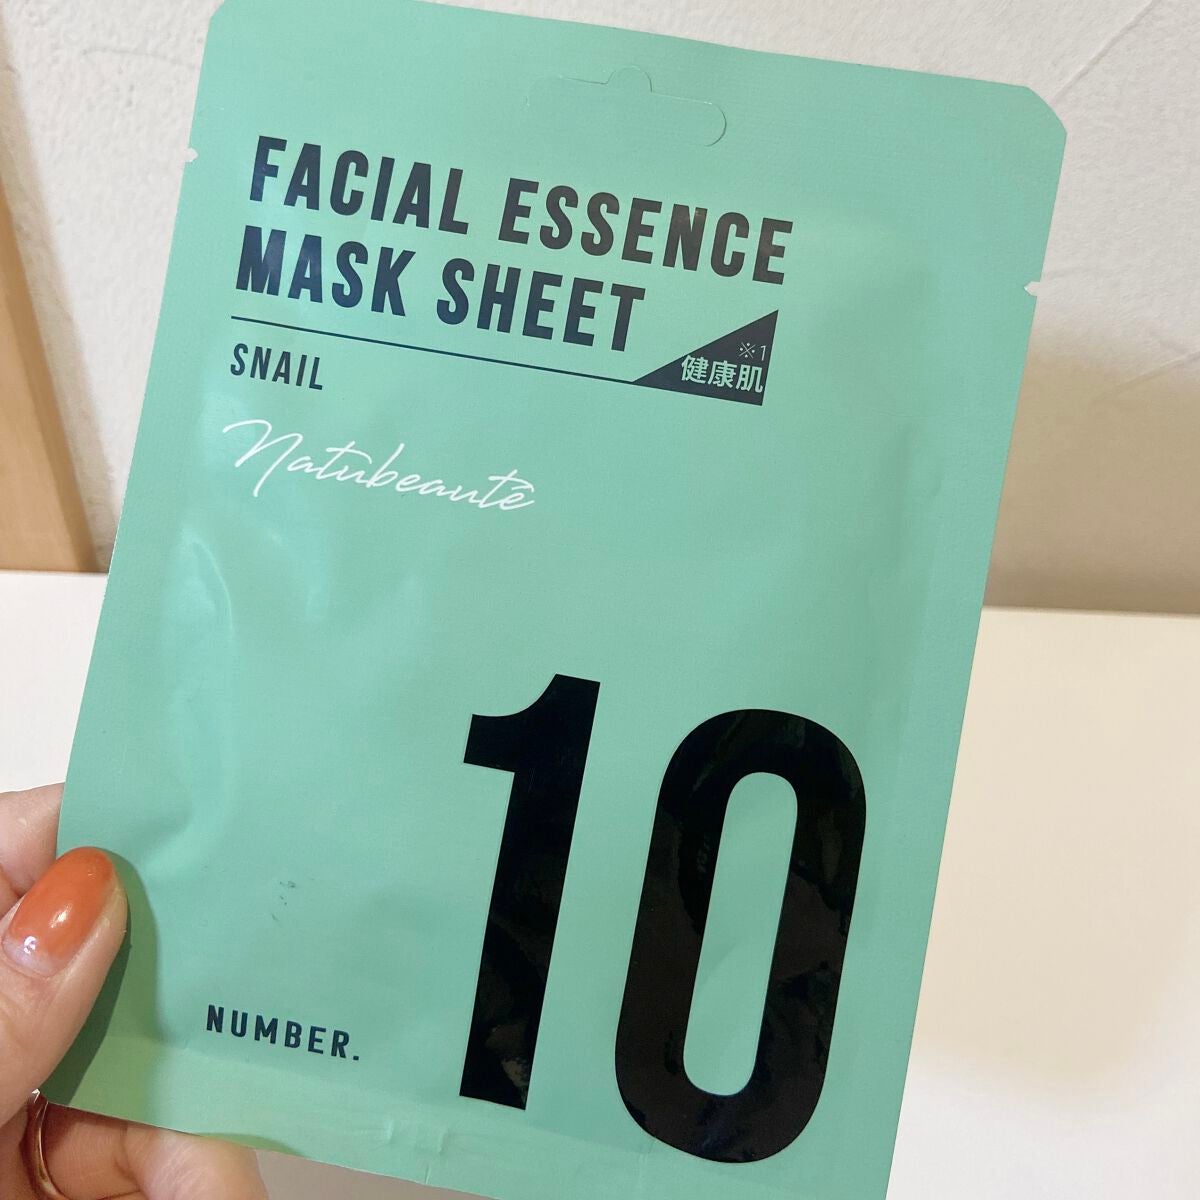 FACIAL ESSENCE
MASK SHEET
※1
健康肌
SNAIL
Natubeauté
10
NUMBER.